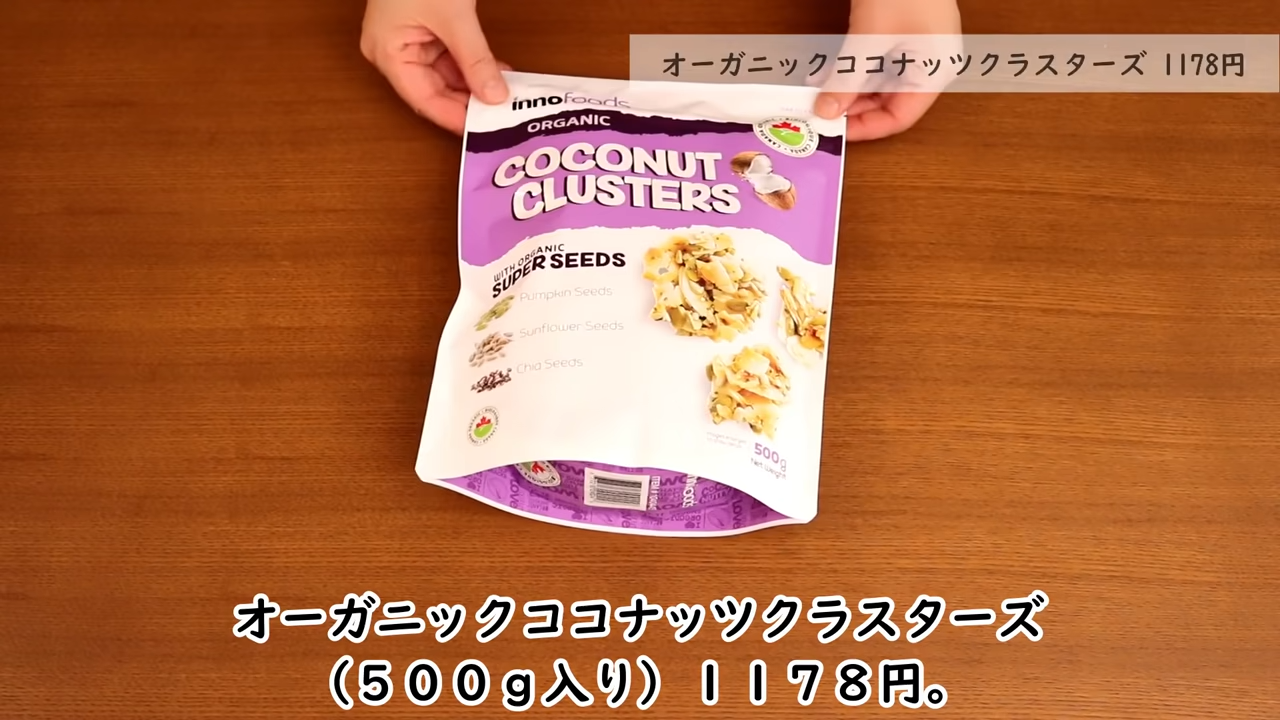 オーガニックココナッツクラスターズ 1178円
innofoods
ORGANIC
COCONUT
CLUSTERS
WITH ORGANIC
SUPER SEEDS
Pumpkin Seeds
Sunflower Seeds
Chia Seeds
500g
Net Weight
オーガニックココナッツクラスターズ
（５００ｇ入り）１１７８円。